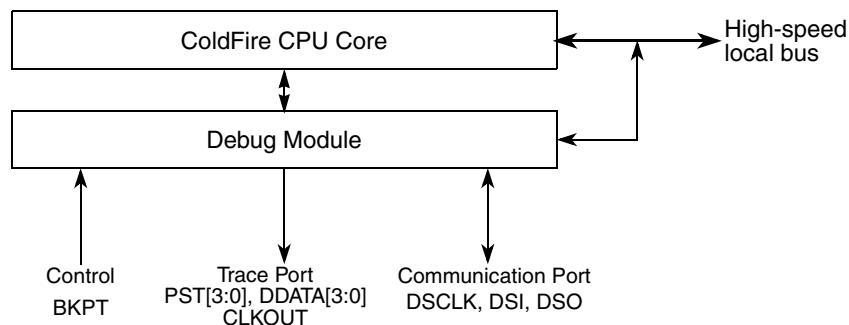 ColdFire CPU Core
High-speed
local bus
Debug Module
Control
BKPT
Trace Port
PST[3:0], DDATA[3:0]
CLKOUT
Communication Port
DSCLK, DSI, DSO